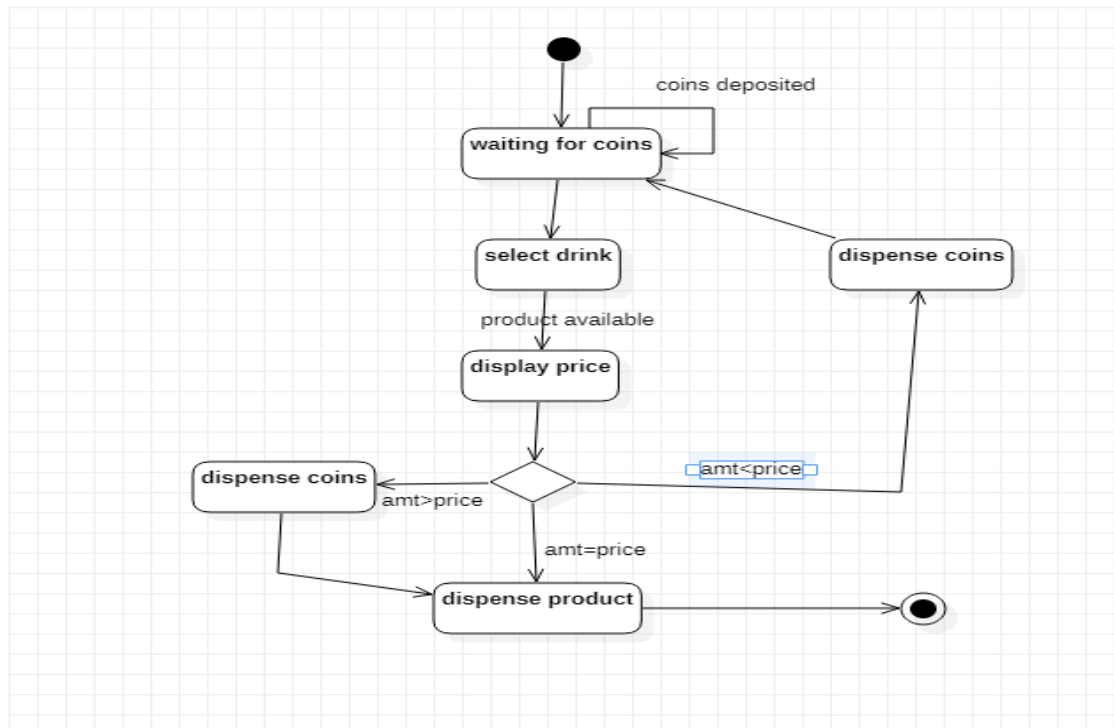 coins deposited
waiting for coins
select drink
dispense coins
product available
display price
amt<price
dispense coins
amt>price
amt=price
dispense product